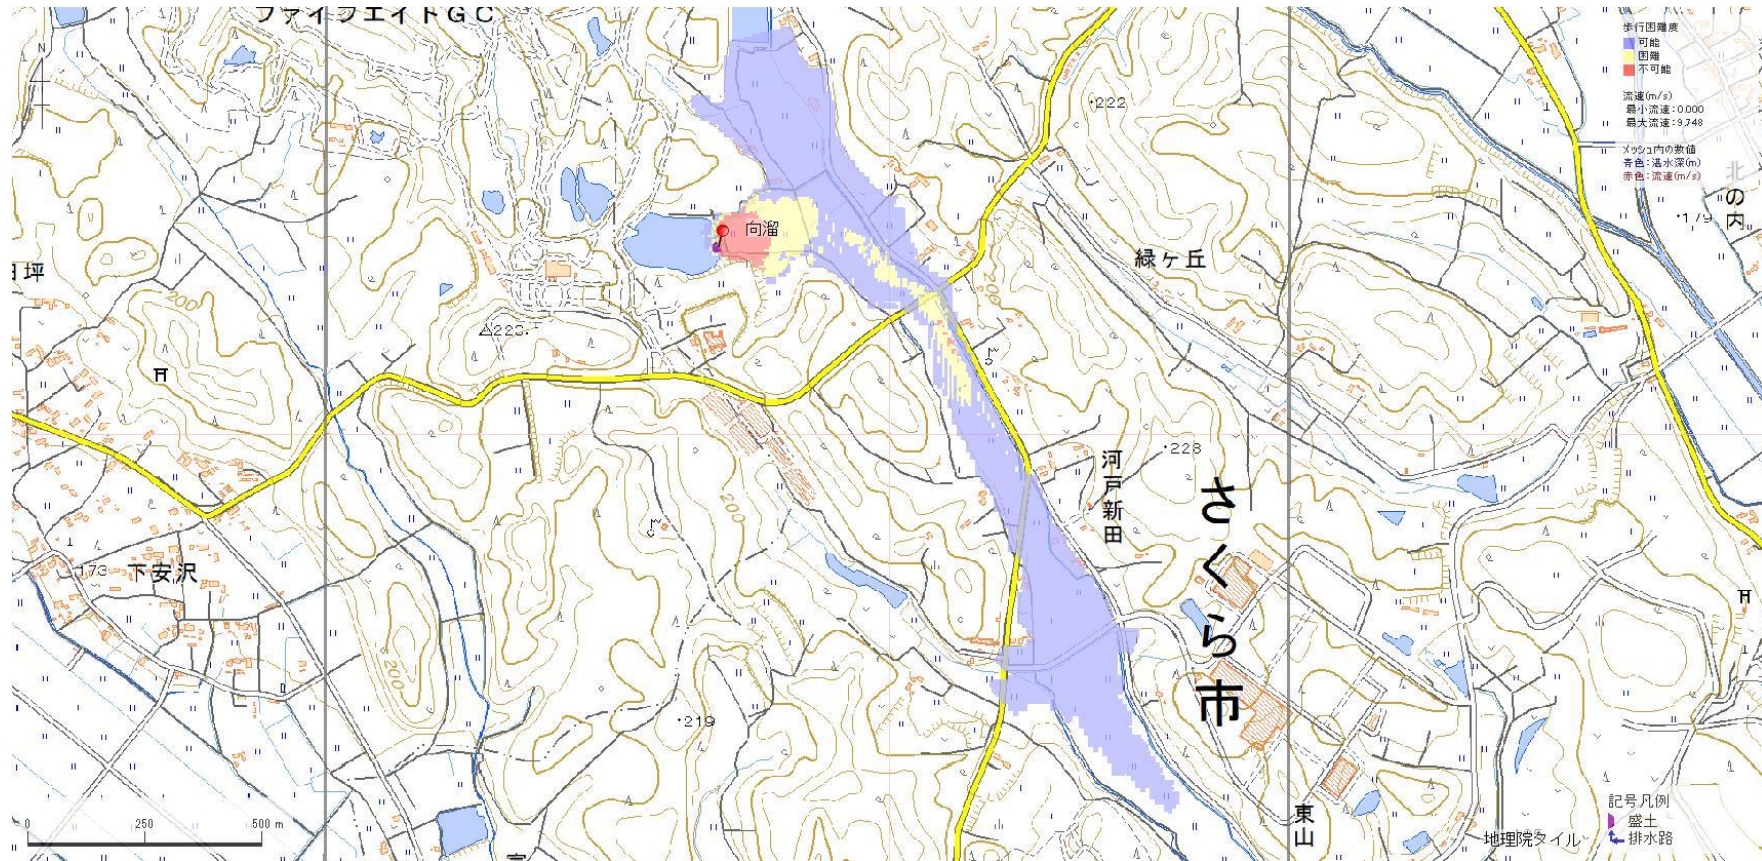 ファイブエイトGC
N
歩行困難度
可能
困難
不可能
流速(m/s)
最小流速:0.000
最大流速:9.748
メッシュ内の数値
青色:湛水深(m)
赤色:流速(m/s)
北の内
・222
向溜
緑ヶ丘
200
200
223
・228
河戸新田
さくら市
200
173
下安沢
200
・219
東山
0
250
500 m
記号凡例
盛土
排水路
地理院タイル